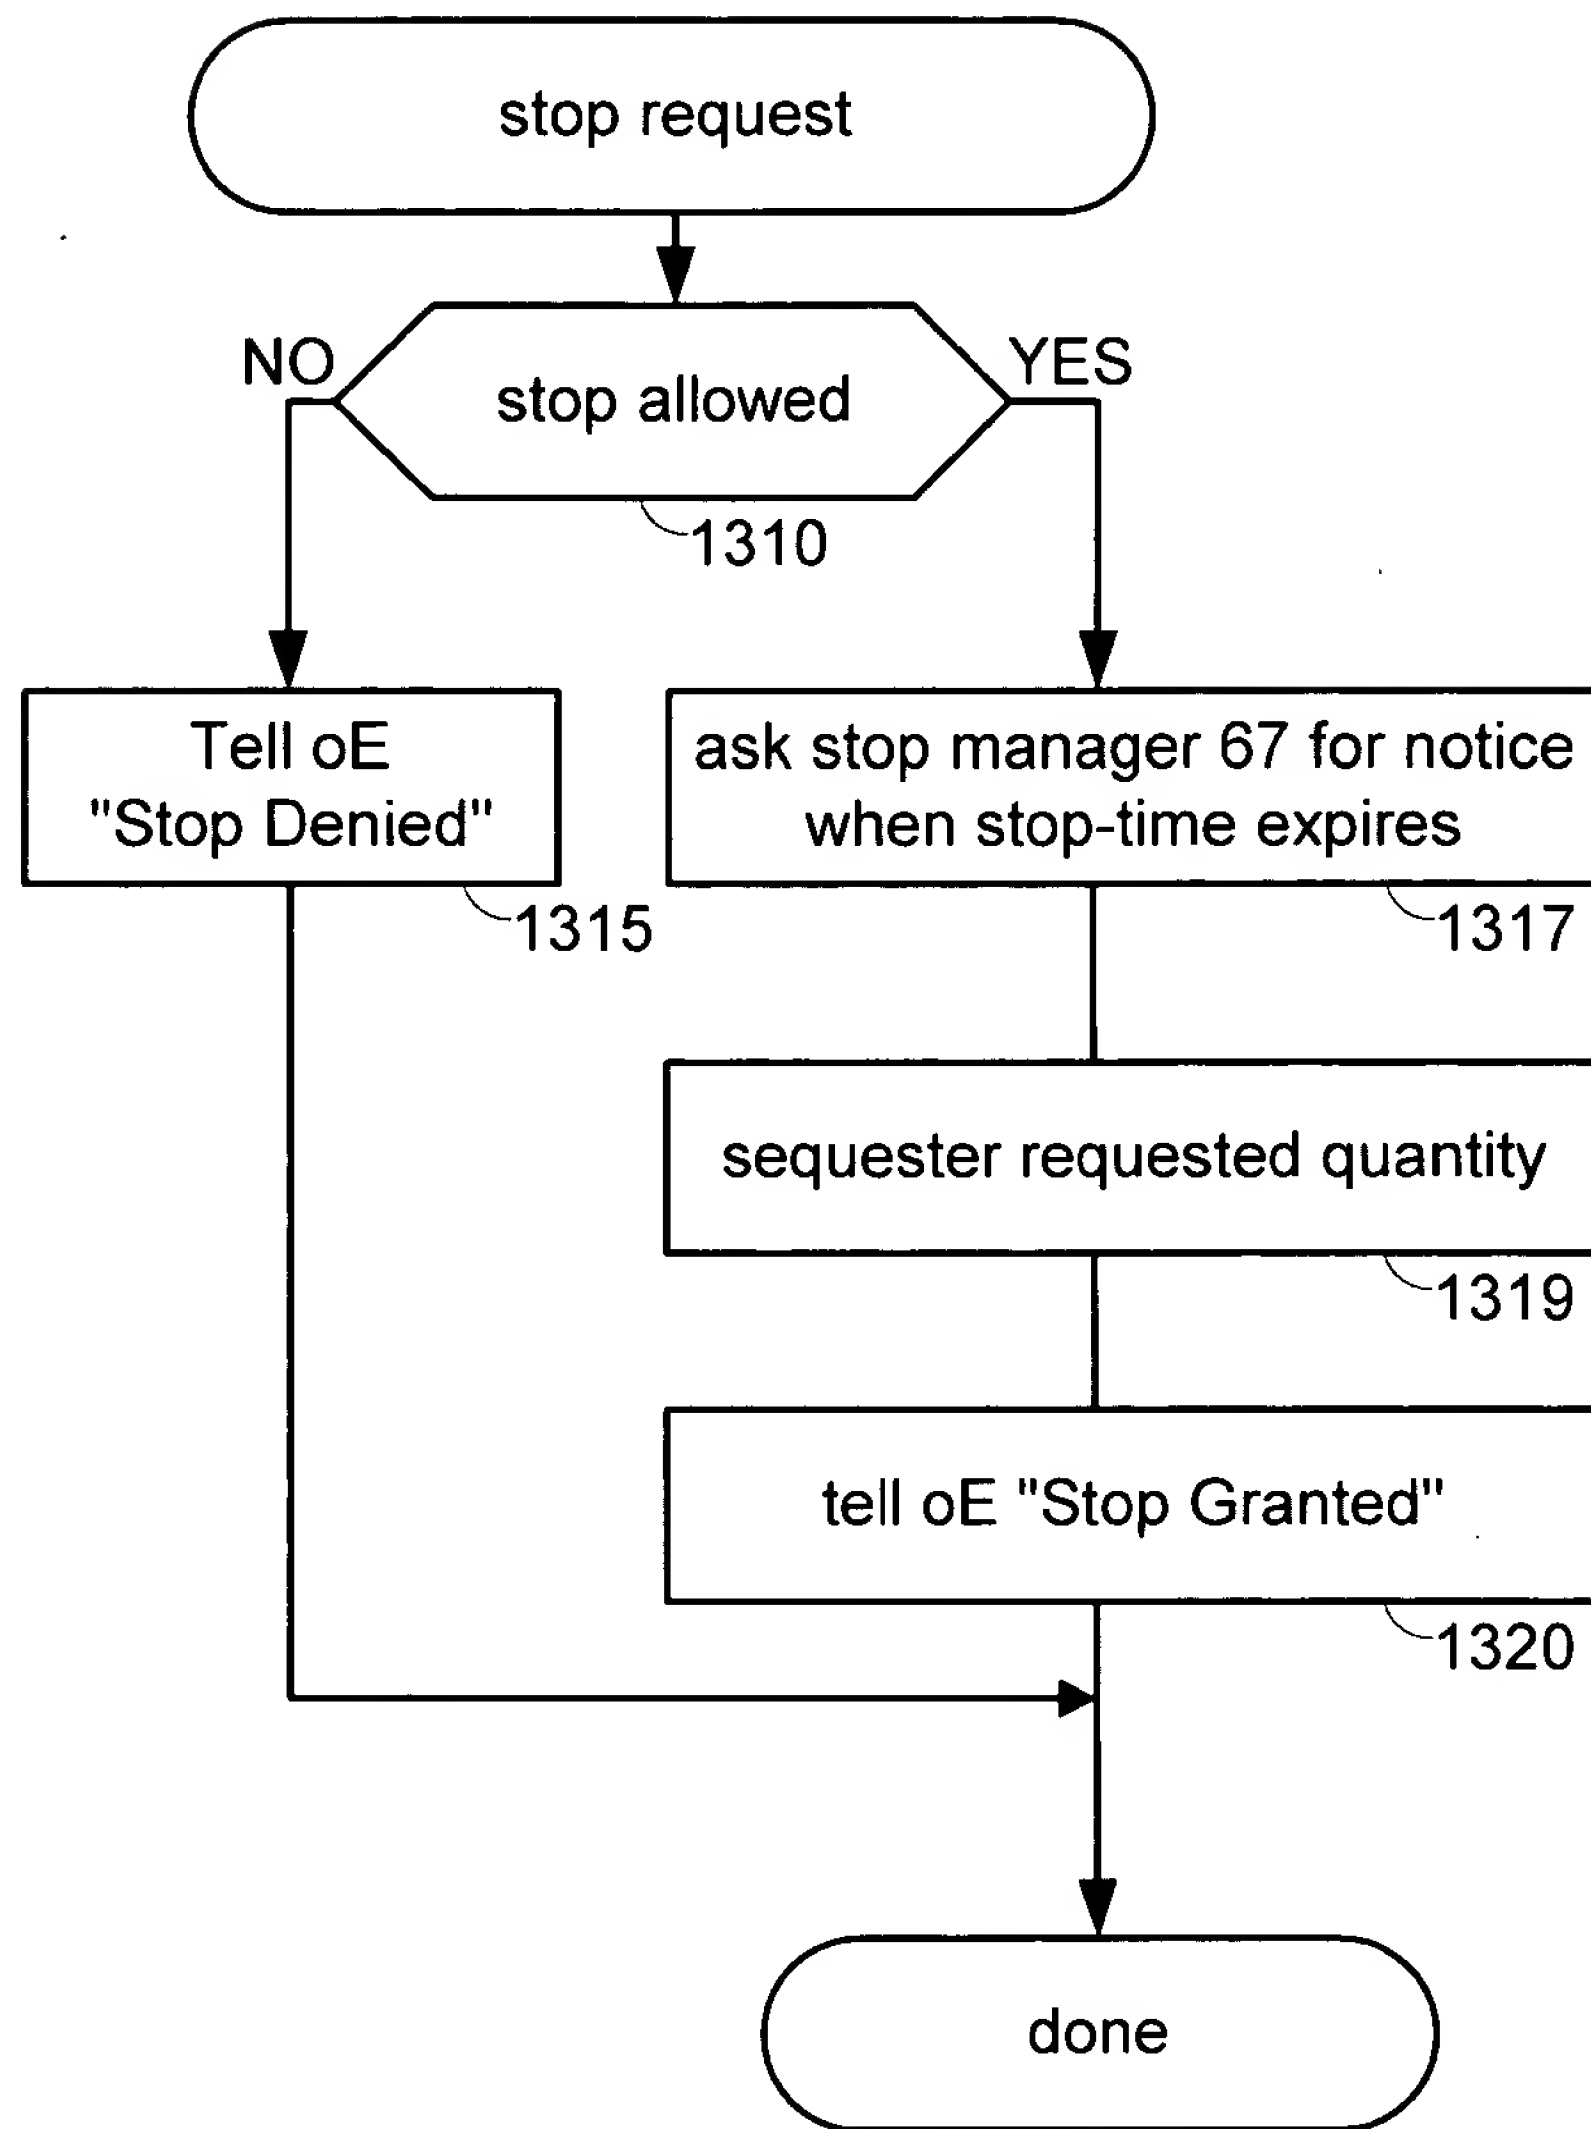 stop request
NO
YES
stop allowed
1310
Tell oE
"Stop Denied"
1315
ask stop manager 67 for notice
when stop-time expires
1317
sequester requested quantity
1319
tell oE "Stop Granted"
1320
done